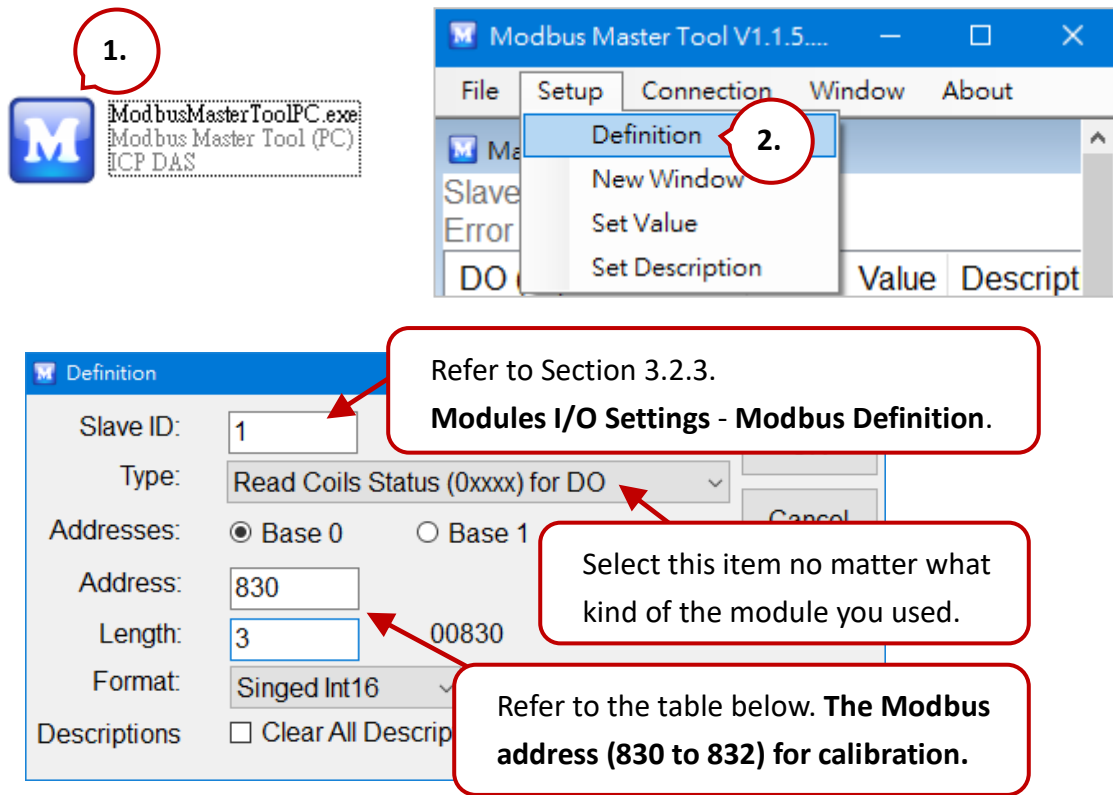 1.
M
ModbusMasterToolPC.exe
Modbus Master Tool (PC)
ICP DAS
M Modbus Master Tool V1.1.5....
File Setup Connection Window About
Definition
2.
New Window
Set Value
Set Description
M Ma
Slave
Error
DO ( Value Descript
M Definition
Refer to Section 3.2.3.
Modules I/O Settings - Modbus Definition.
Slave ID: 1
Type: Read Coils Status (0xxxx) for DO
Cancel
Addresses: Base 0 Base 1
Select this item no matter what
kind of the module you used.
Address: 830
Length: 3 00830
Format: Singed Int16
Refer to the table below. The Modbus
address (830 to 832) for calibration.
Descriptions Clear All Descrip